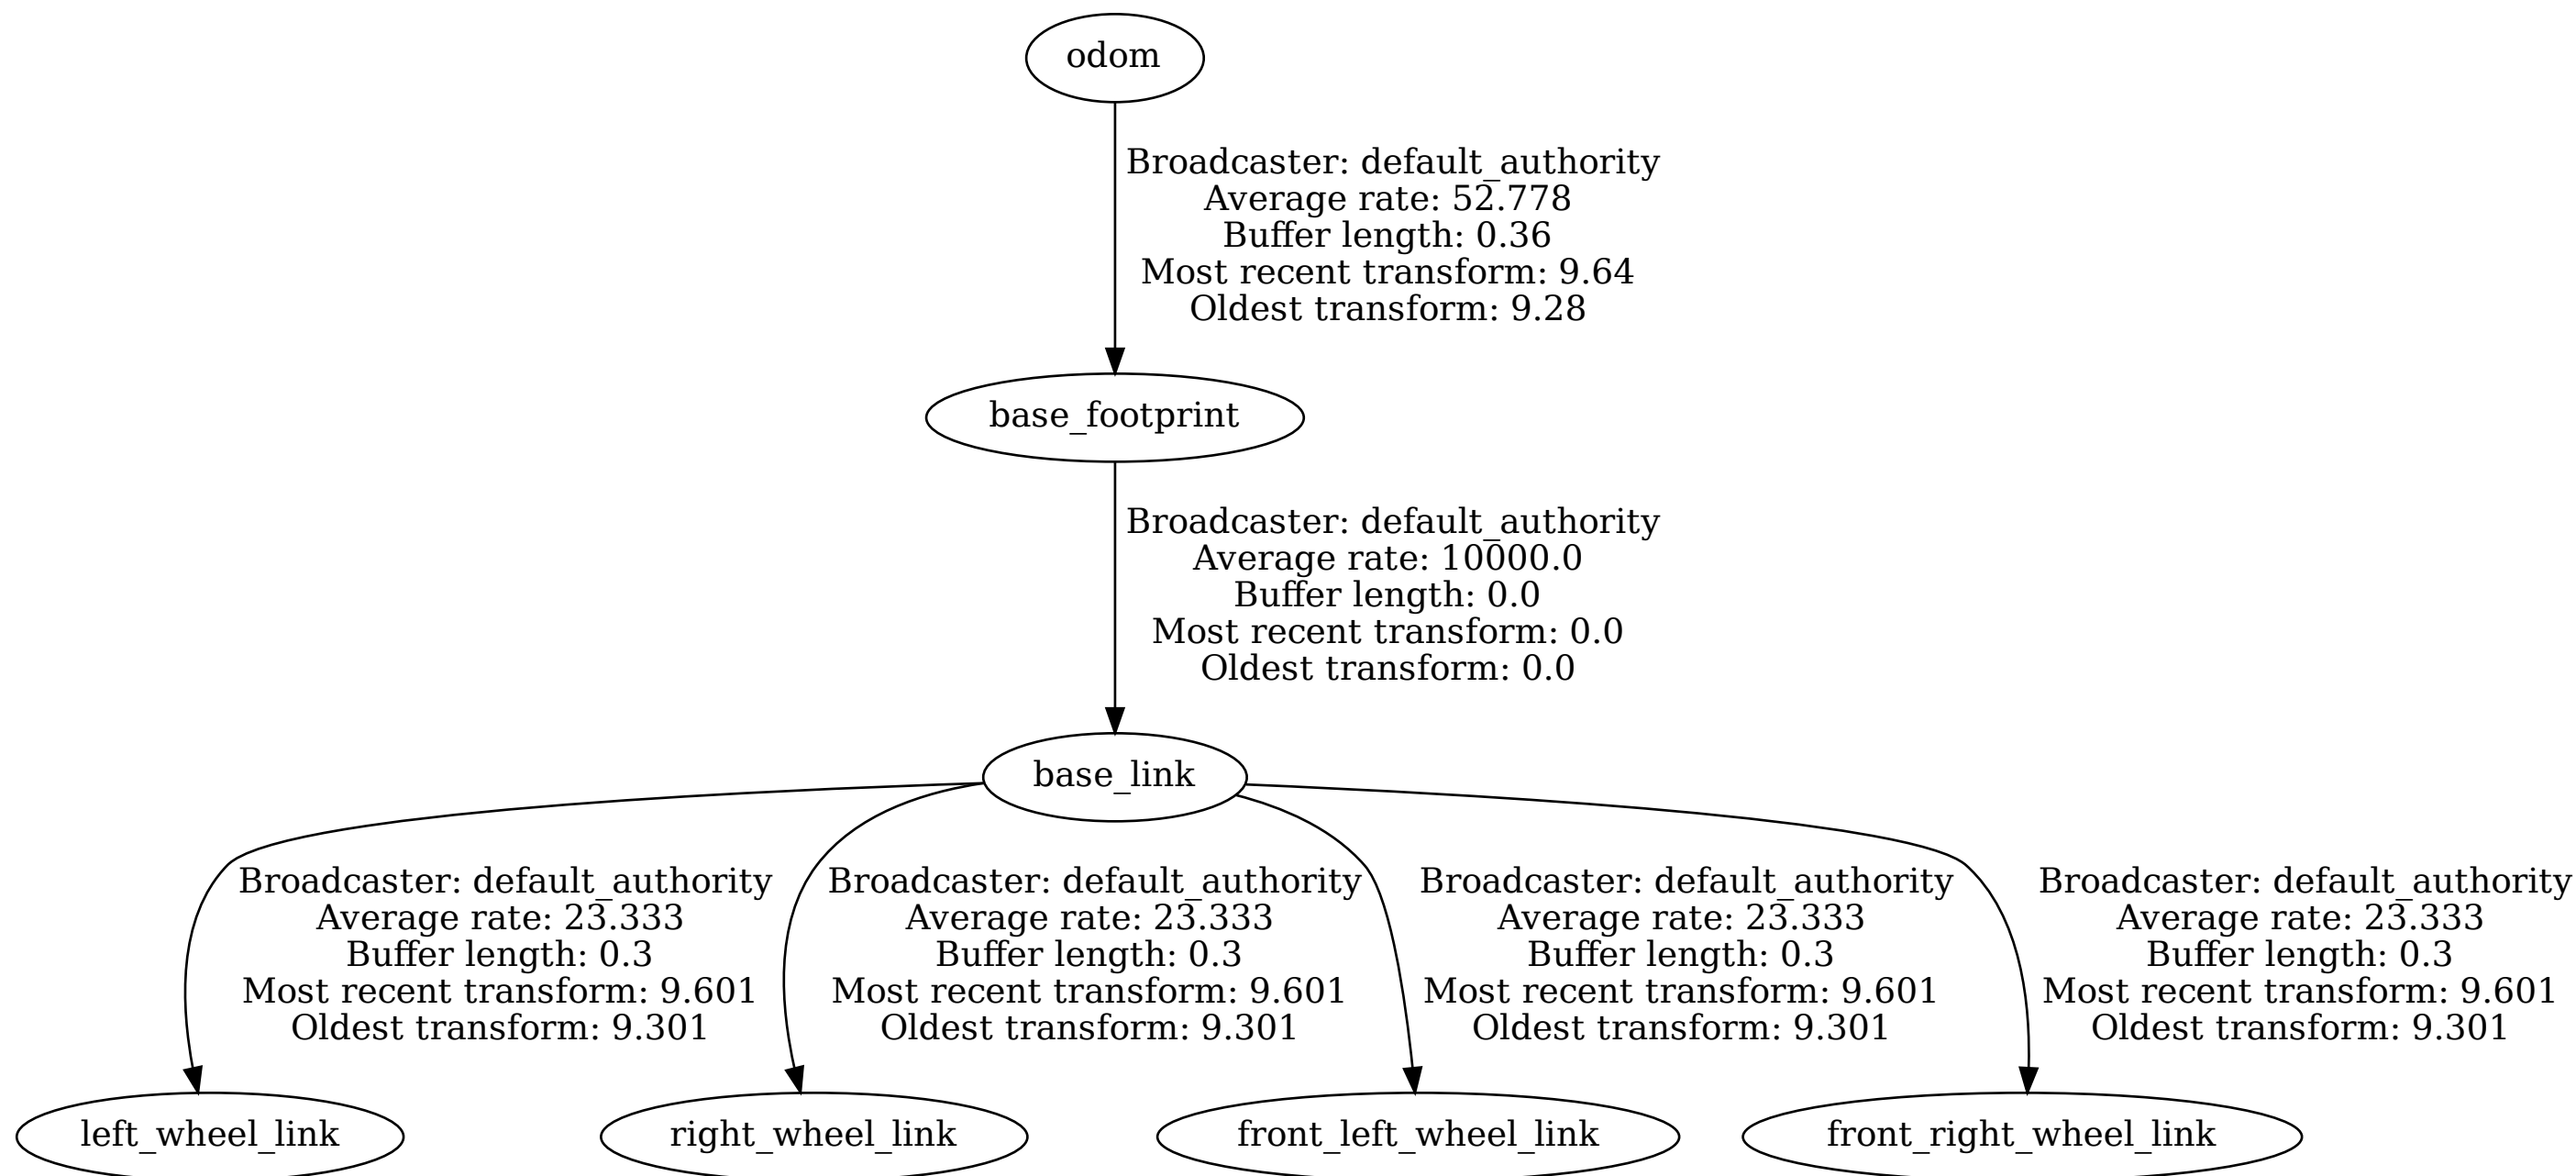 odom
Broadcaster: default_authority
Average rate: 52.778
Buffer length: 0.36
Most recent transform: 9.64
Oldest transform: 9.28
base_footprint
Broadcaster: default_authority
Average rate: 10000.0
Buffer length: 0.0
Most recent transform: 0.0
Oldest transform: 0.0
base_link
Broadcaster: default_authority
Average rate: 23.333
Buffer length: 0.3
Most recent transform: 9.601
Oldest transform: 9.301
Broadcaster: default_authority
Average rate: 23.333
Buffer length: 0.3
Most recent transform: 9.601
Oldest transform: 9.301
Broadcaster: default_authority
Average rate: 23.333
Buffer length: 0.3
Most recent transform: 9.601
Oldest transform: 9.301
Broadcaster: default_authority
Average rate: 23.333
Buffer length: 0.3
Most recent transform: 9.601
Oldest transform: 9.301
left_wheel_link
right_wheel_link
front_left_wheel_link
front_right_wheel_link